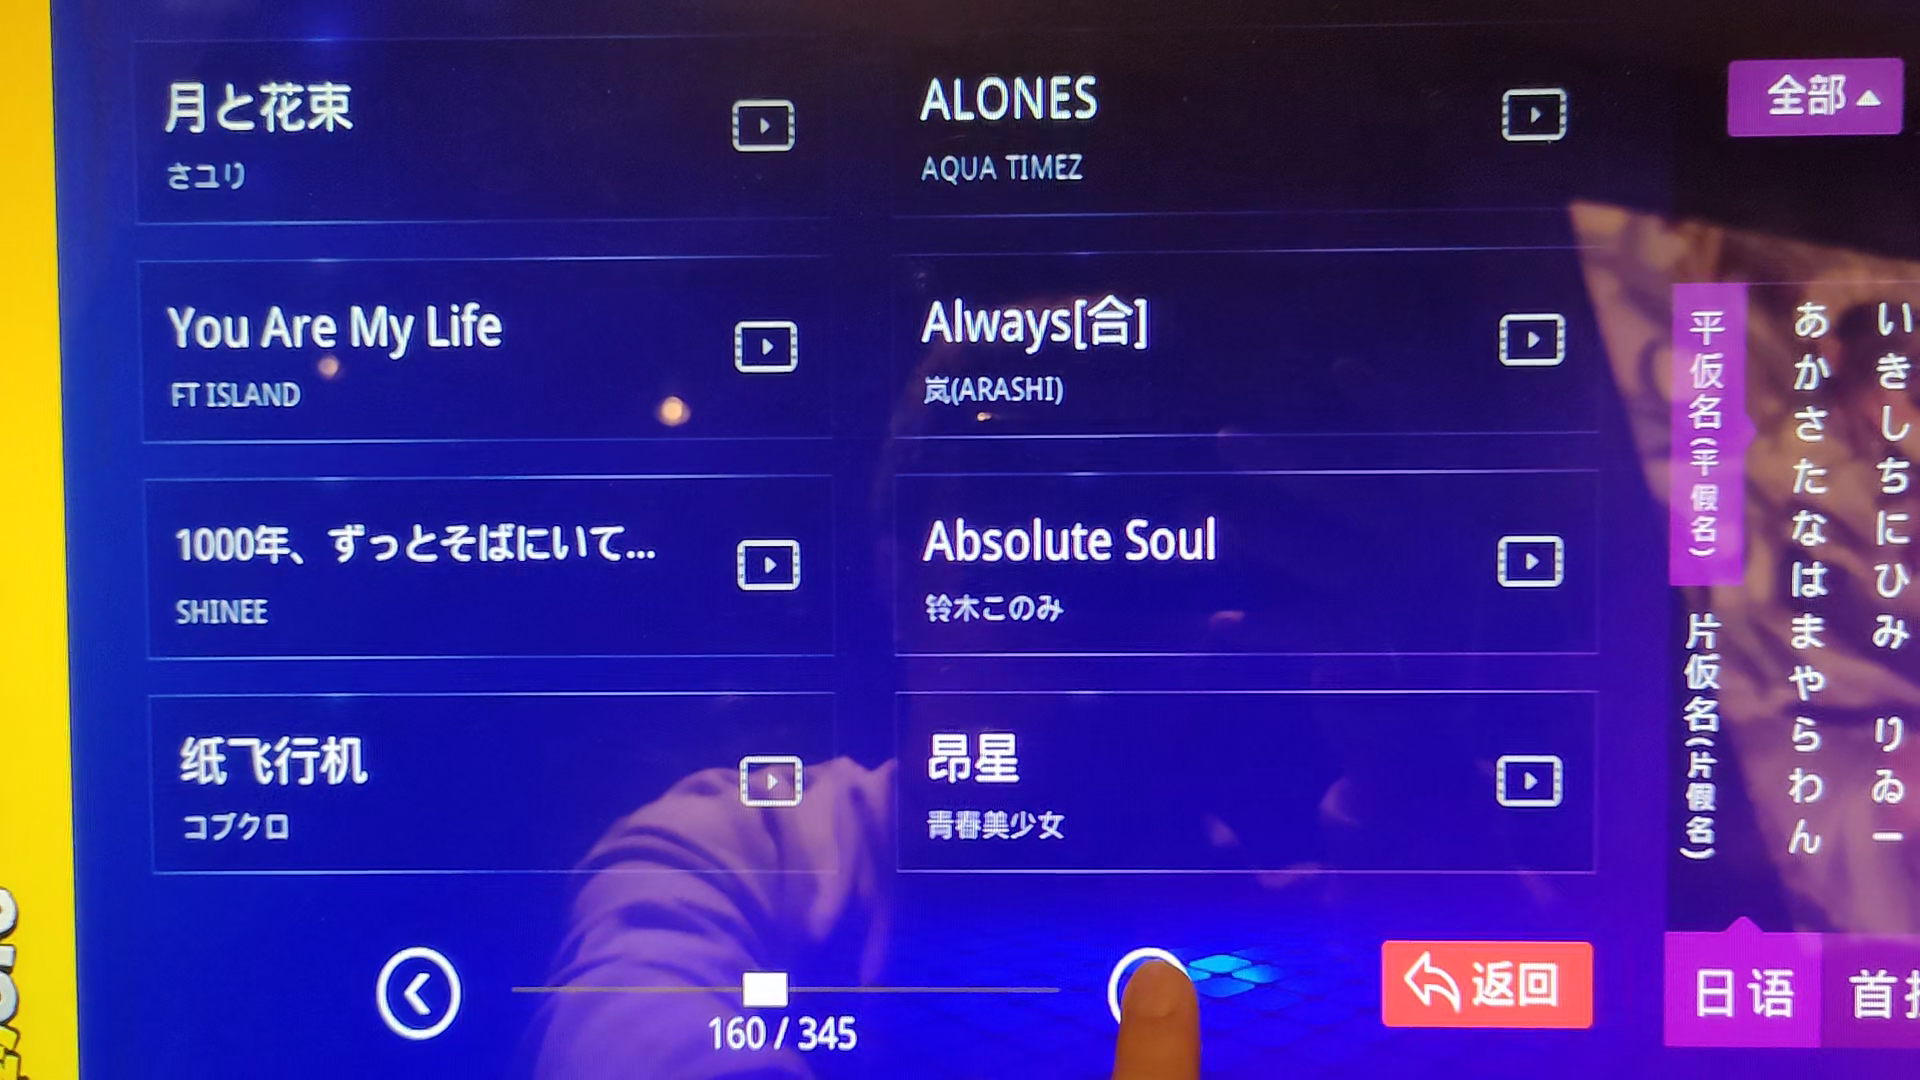 月と花束
さユり
ALONES
AQUA TIMEZ
全部
You Are My Life
FT ISLAND
Always[合]
岚(ARASHI)
1000年、ずっとそばにいて...
SHINEE
Absolute Soul
铃木このみ
纸飞行机
コブクロ
昂星
青春美少女
平仮名(平假名)
片仮名(片假名)
あ い
か き
さ し
た ち
な に
は ひ
ま み
や
ら り
わ ゐ
ん ー
160 / 345
返回
日语
首